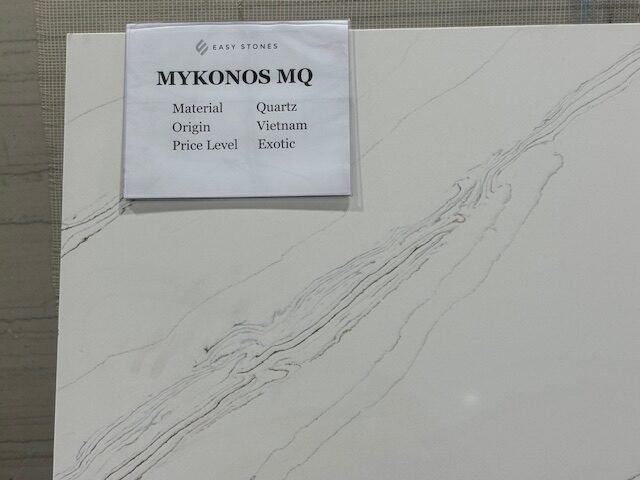 EASY STONES
MYKONOS MQ
Material Quartz
Origin Vietnam
Price Level Exotic